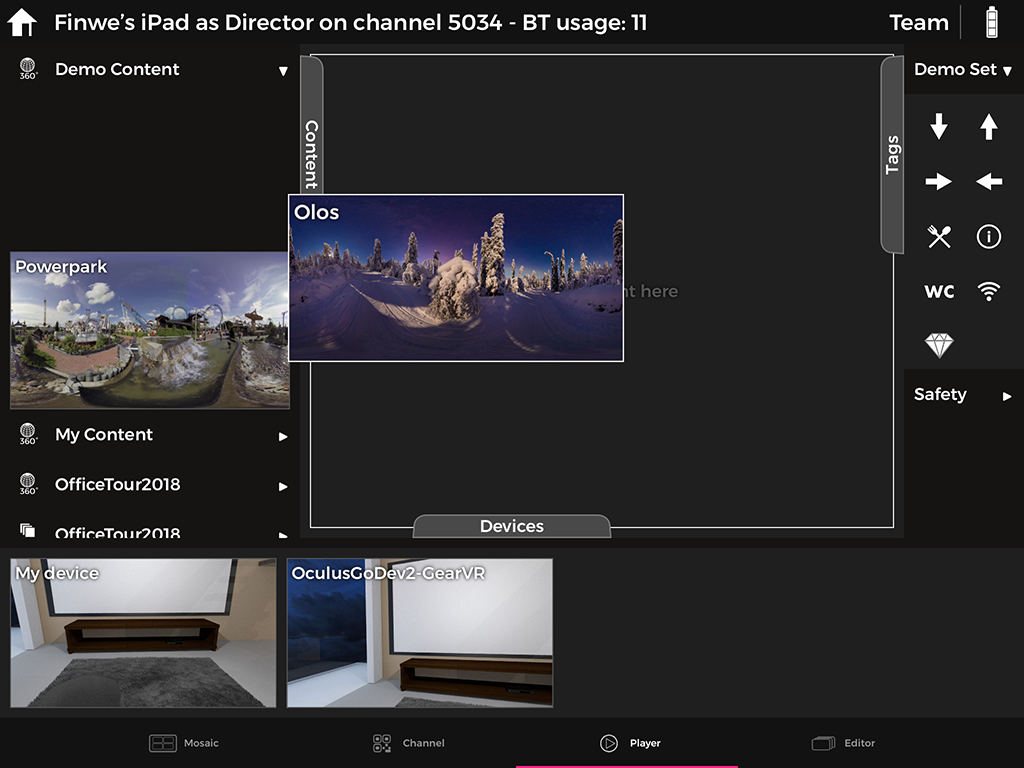 Finwe's iPad as Director on channel 5034 - BT usage: 11
Team
360°
Demo Content
Demo Set
Content
Tags
Olos
Powerpark
nt here
WC
Safety
360°
My Content
360°
OfficeTour2018
OfficeTour2018
Devices
My device
OculusGoDev2-GearVR
Mosaic
Channel
Player
Editor